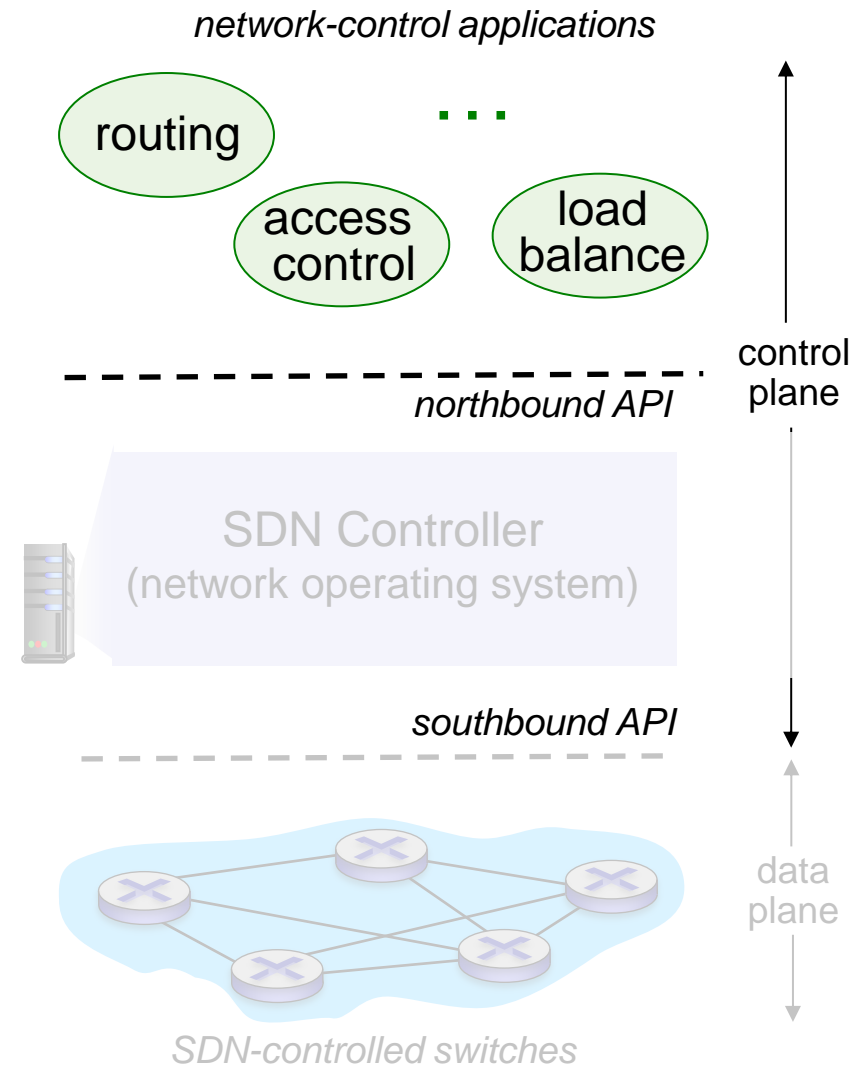 network-control applications
routing
...
access
control
load
balance
control
plane
northbound API
SDN Controller
(network operating system)
southbound API
data
plane
SDN-controlled switches